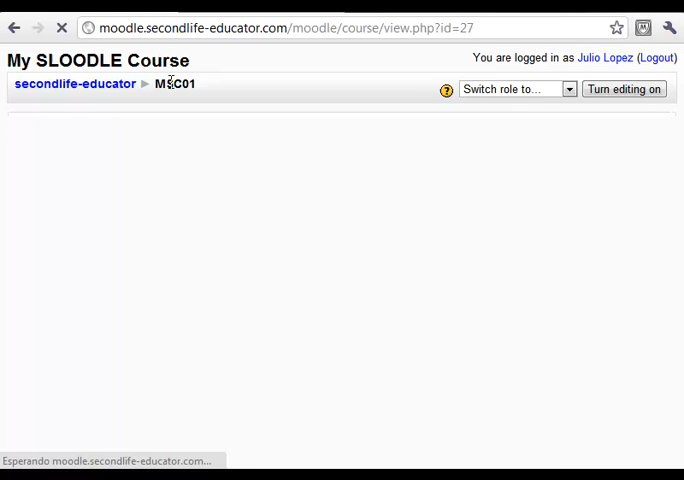 moodle.secondlife-educator.com/moodle/course/view.php?id=27
My SLOODLE Course
You are logged in as Julio Lopez (Logout)
secondlife-educator ► MSC01
Switch role to...
Turn editing on
Esperando moodle.secondlife-educator.com...